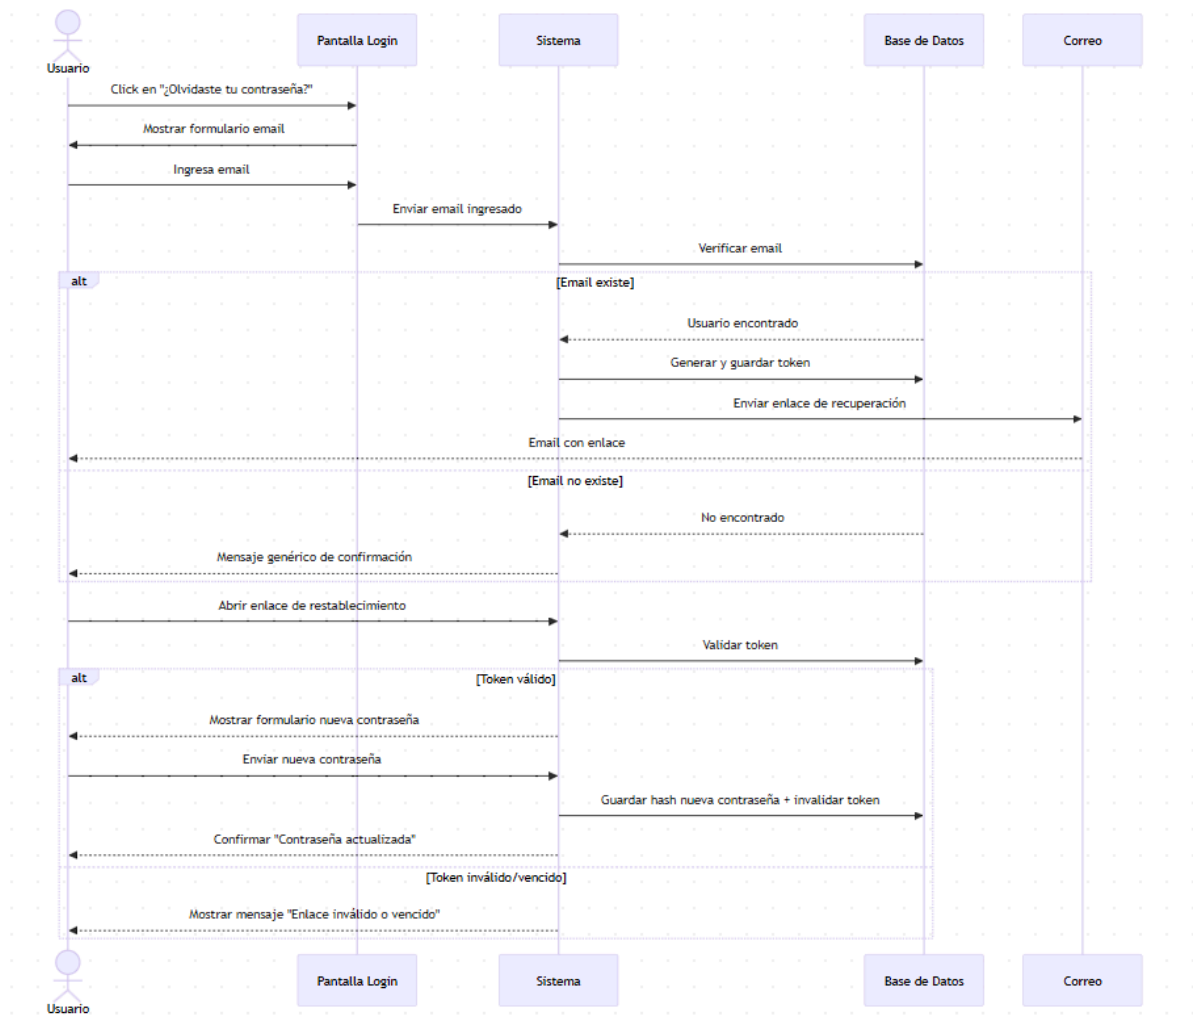 Usuario
Pantalla Login
Sistema
Base de Datos
Correo
Click en "¿Olvidaste tu contraseña?"
Mostrar formulario email
Ingresa email
Enviar email ingresado
Verificar email
alt
[Email existe]
Usuario encontrado
Generar y guardar token
Enviar enlace de recuperación
Email con enlace
[Email no existe]
No encontrado
Mensaje genérico de confirmación
Abrir enlace de restablecimiento
Validar token
alt
[Token válido]
Mostrar formulario nueva contraseña
Enviar nueva contraseña
Guardar hash nueva contraseña + invalidar token
Confirmar "Contraseña actualizada"
[Token inválido/vencido]
Mostrar mensaje "Enlace inválido o vencido"
Usuario
Pantalla Login
Sistema
Base de Datos
Correo